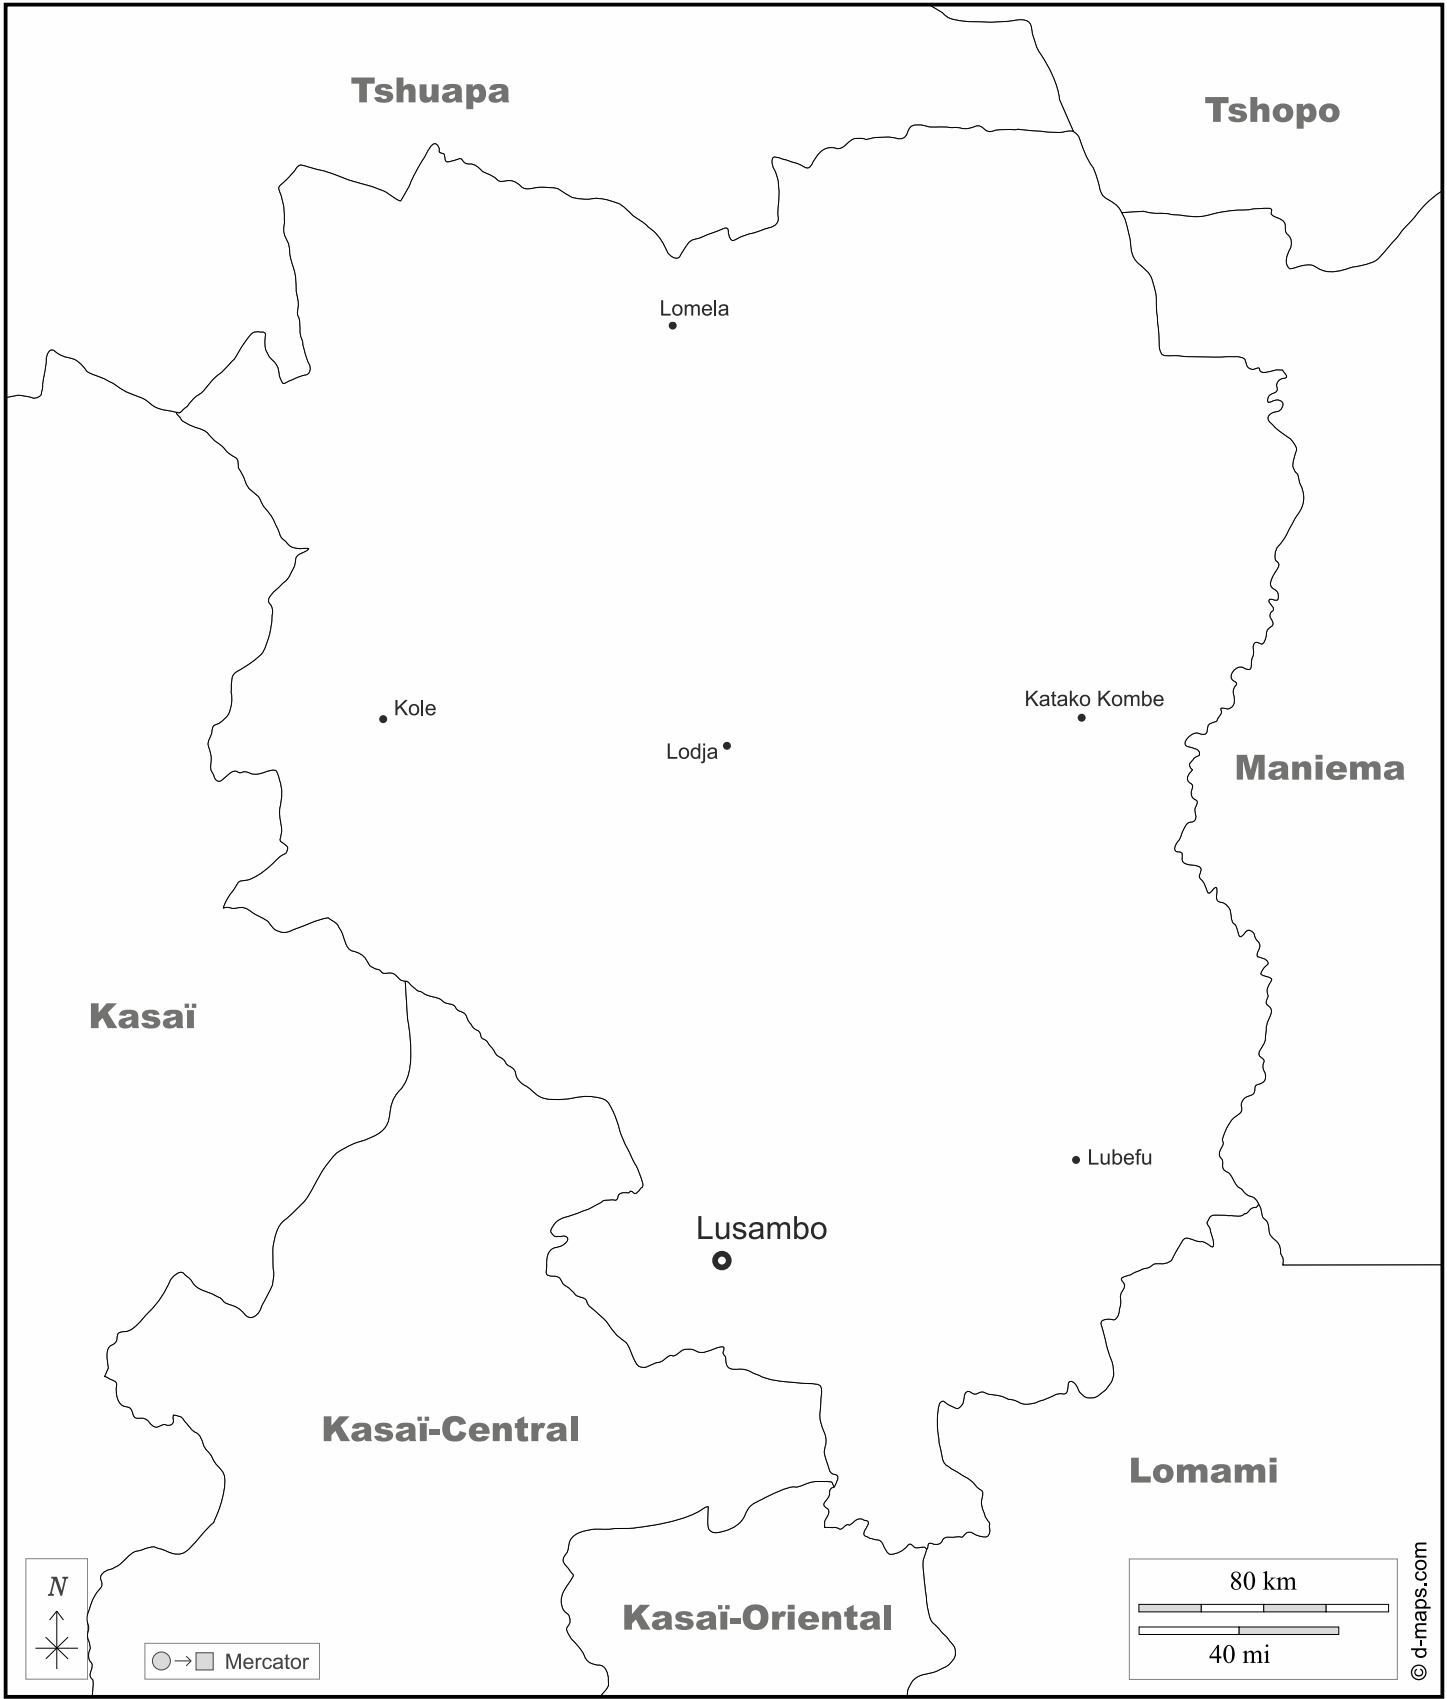 Tshuapa
Tshopo
Lomela
Kole
Katako Kombe
Lodja
Maniema
Kasaï
Lubefu
Lusambo
Kasaï-Central
Lomami
Kasaï-Oriental
N
Mercator
80 km
40 mi
© d-maps.com